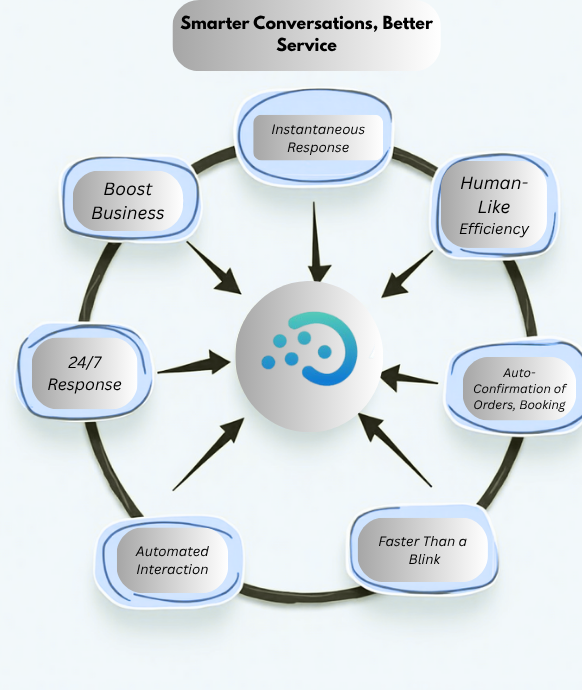 Smarter Conversations, Better
Service
Instantaneous
Response
Human-
Like
Efficiency
Auto-
Confirmation of
Orders, Booking
Faster Than a
Blink
Automated
Interaction
24/7
Response
Boost
Business